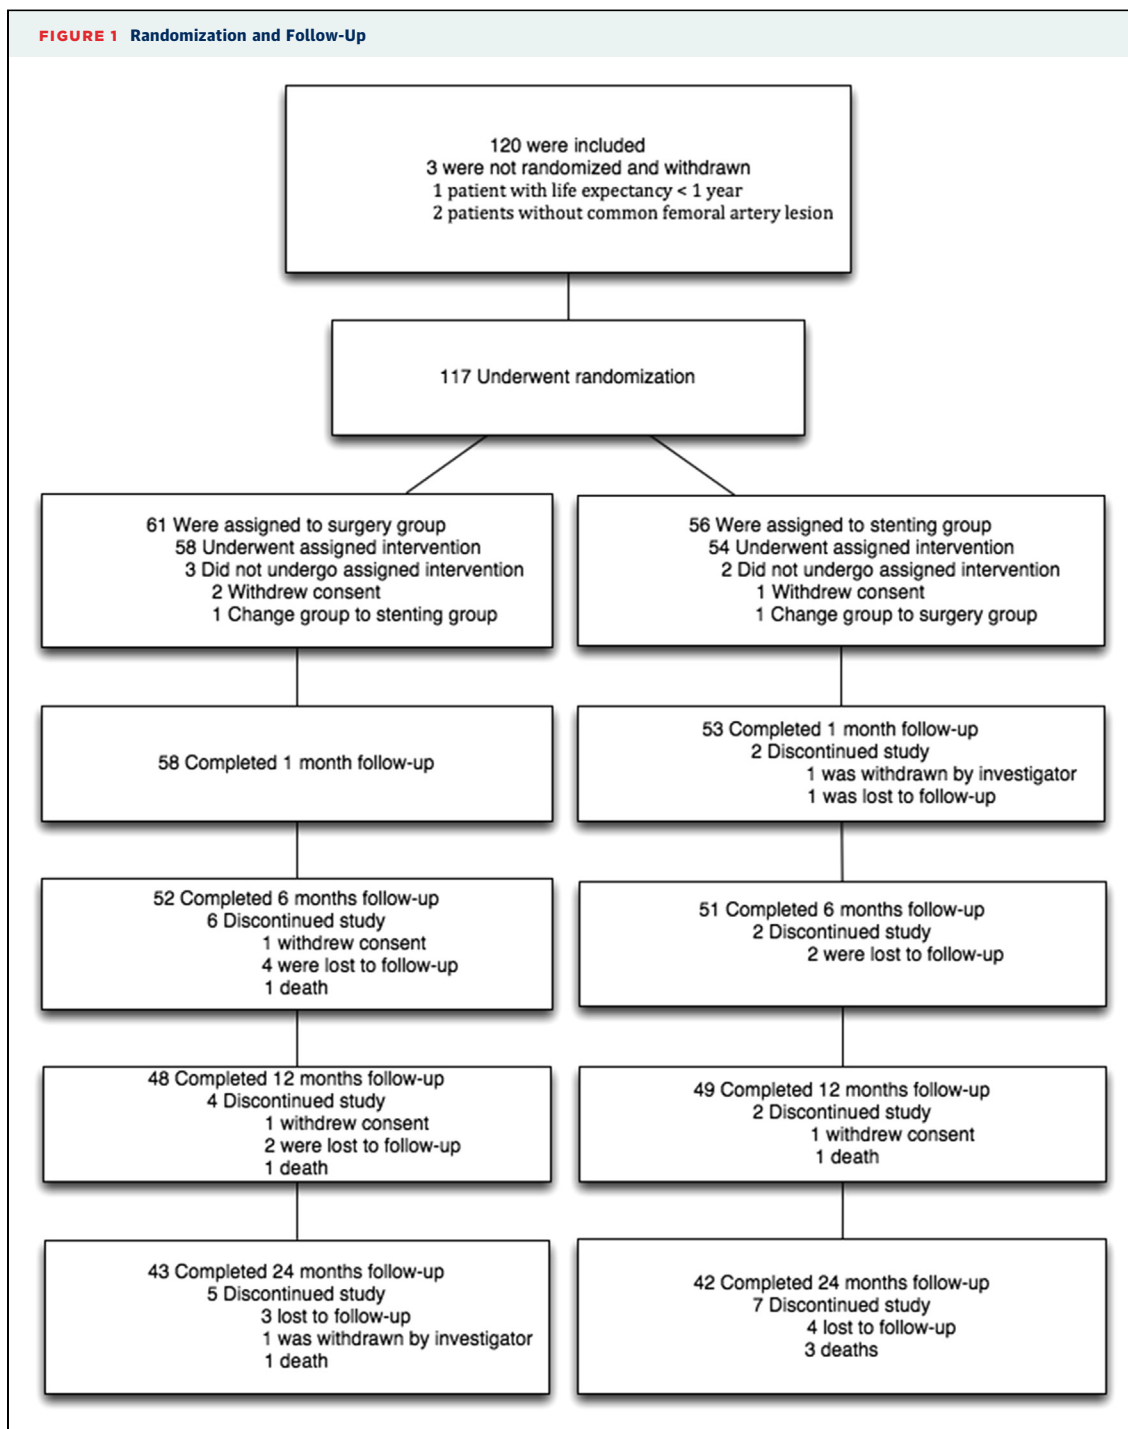 FIGURE 1 Randomization and Follow-Up
120 were included
3 were not randomized and withdrawn
1 patient with life expectancy < 1 year
2 patients without common femoral artery lesion
117 Underwent randomization
61 Were assigned to surgery group
58 Underwent assigned intervention
3 Did not undergo assigned intervention
2 Withdrew consent
1 Change group to stenting group
56 Were assigned to stenting group
54 Underwent assigned intervention
2 Did not undergo assigned intervention
1 Withdrew consent
1 Change group to surgery group
58 Completed 1 month follow-up
53 Completed 1 month follow-up
2 Discontinued study
1 was withdrawn by investigator
1 was lost to follow-up
52 Completed 6 months follow-up
6 Discontinued study
1 withdrew consent
4 were lost to follow-up
1 death
51 Completed 6 months follow-up
2 Discontinued study
2 were lost to follow-up
48 Completed 12 months follow-up
4 Discontinued study
1 withdrew consent
2 were lost to follow-up
1 death
49 Completed 12 months follow-up
2 Discontinued study
1 withdrew consent
1 death
43 Completed 24 months follow-up
5 Discontinued study
3 lost to follow-up
1 was withdrawn by investigator
1 death
42 Completed 24 months follow-up
7 Discontinued study
4 lost to follow-up
3 deaths